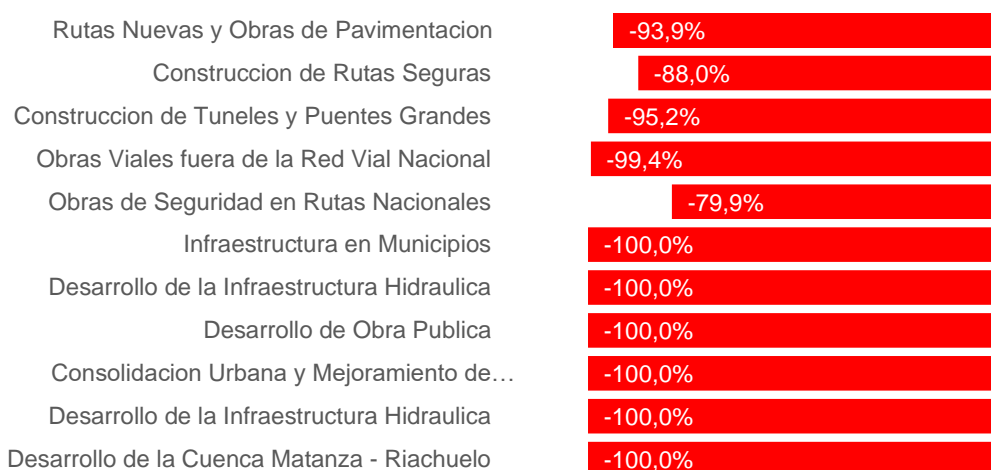 Rutas Nuevas y Obras de Pavimentacion -93,9%
Construccion de Rutas Seguras -88,0%
Construccion de Tuneles y Puentes Grandes -95,2%
Obras Viales fuera de la Red Vial Nacional -99,4%
Obras de Seguridad en Rutas Nacionales -79,9%
Infraestructura en Municipios -100,0%
Desarrollo de la Infraestructura Hidraulica -100,0%
Desarrollo de Obra Publica -100,0%
Consolidacion Urbana y Mejoramiento de… -100,0%
Desarrollo de la Infraestructura Hidraulica -100,0%
Desarrollo de la Cuenca Matanza - Riachuelo -100,0%